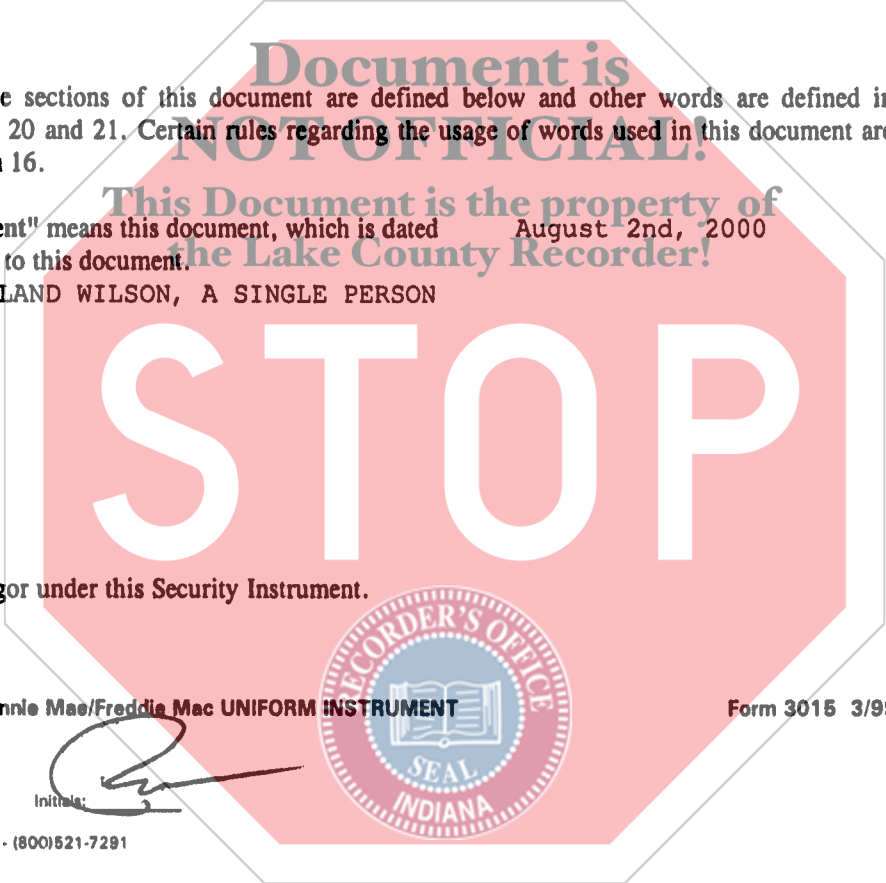 Document is
e sections of this document are defined below and other words are defined in
20 and 21. Certain rules regarding the usage of words used in this document are
NOT OFFICIAL!
16.
This Document is the property of
ent" means this document, which is dated August 2nd, 2000
to this document.
the Lake County Recorder!
LAND WILSON, A SINGLE PERSON
STOP
gor under this Security Instrument.
RECORDER'S OFFICE
SEAL
INDIANA
nnie Mae/Freddie Mac UNIFORM INSTRUMENT Form 3015 3/99
Initials:
- (800)521-7291